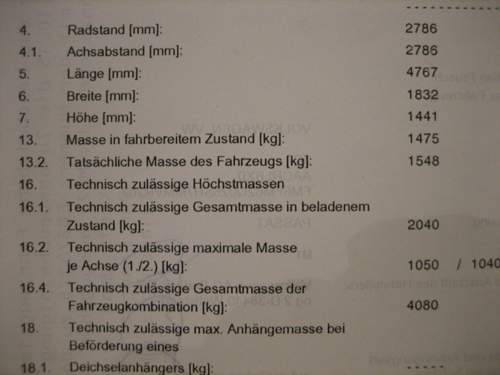 4. Radstand [mm]: 2786
4.1. Achsabstand [mm]: 2786
5. Länge [mm]: 4767
6. Breite [mm]: 1832
7. Höhe [mm]: 1441
13. Masse in fahrbereitem Zustand [kg]: 1475
13.2. Tatsächliche Masse des Fahrzeugs [kg]: 1548
16. Technisch zulässige Höchstmassen
16.1. Technisch zulässige Gesamtmasse in beladenem
Zustand [kg]: 2040
16.2. Technisch zulässige maximale Masse
je Achse (1./2.) [kg]: 1050 / 1040
16.4. Technisch zulässige Gesamtmasse der
Fahrzeugkombination [kg]: 4080
18. Technisch zulässige max. Anhängemasse bei
Beförderung eines
18.1. Deichselanhängers [kg]: -----